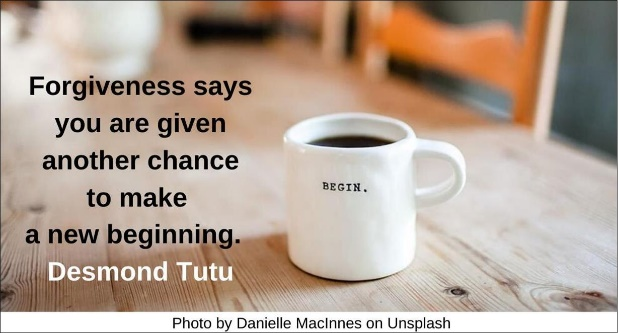 Forgiveness says
you are given
another chance
to make
a new beginning.
Desmond Tutu
BEGIN.
Photo by Danielle MacInnes on Unsplash